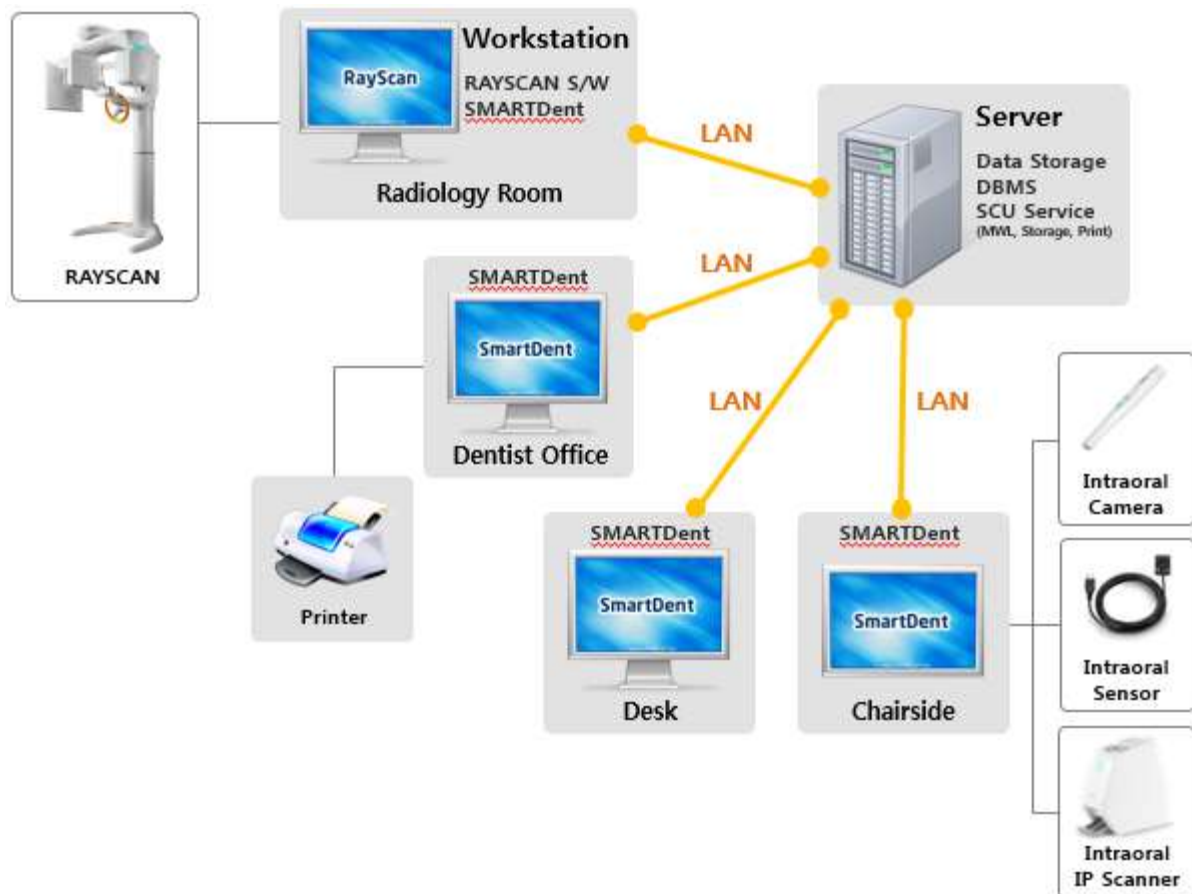 RAYSCAN
Workstation
RayScan
RAYSCAN S/W
SMARTDent
Radiology Room
LAN
Server
Data Storage
DBMS
SCU Service
(MWL, Storage, Print)
SMARTDent
SmartDent
Dentist Office
LAN
Printer
LAN
SMARTDent
SmartDent
Desk
LAN
SMARTDent
SmartDent
Chairside
Intraoral
Camera
Intraoral
Sensor
Intraoral
IP Scanner